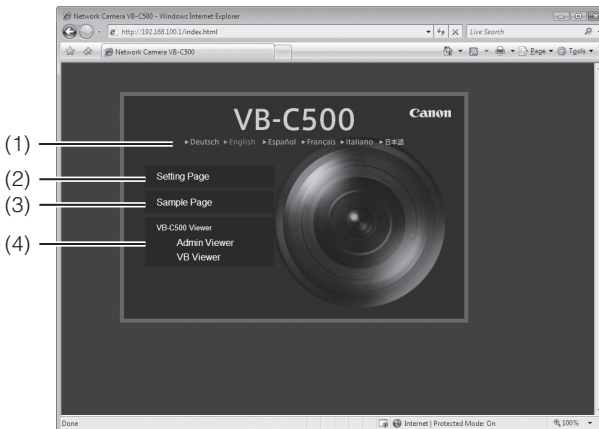 Network Camera VB-C500 - Windows Internet Explorer
http://192.168.100.1/index.html
Live Search
Network Camera VB-C500
Page
Tools
VB-C500
Canon
(1)
Deutsch English Español Français Italiano 日本語
(2)
Setting Page
(3)
Sample Page
VB-C500 Viewer
(4)
Admin Viewer
VB Viewer
Done
Internet | Protected Mode: On
100%